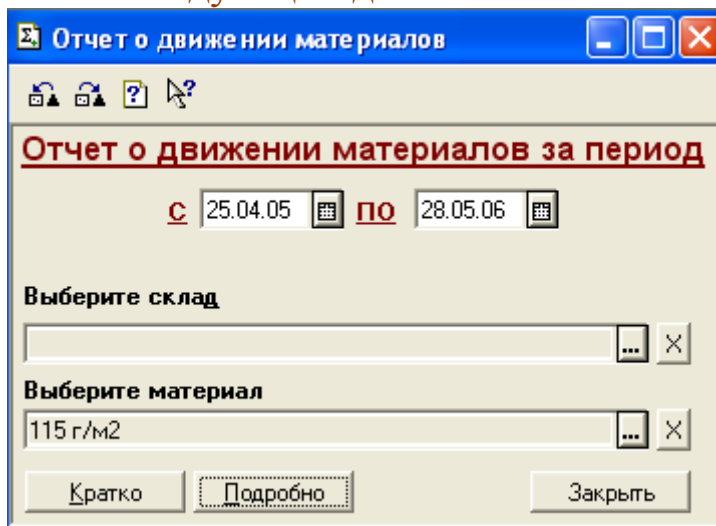 Отчет о движении материалов
Отчет о движении материалов за период
с 25.04.05 по 28.05.06
Выберите склад
... X
Выберите материал
115 г/м2 ... X
Кратко Подробно Закрыть